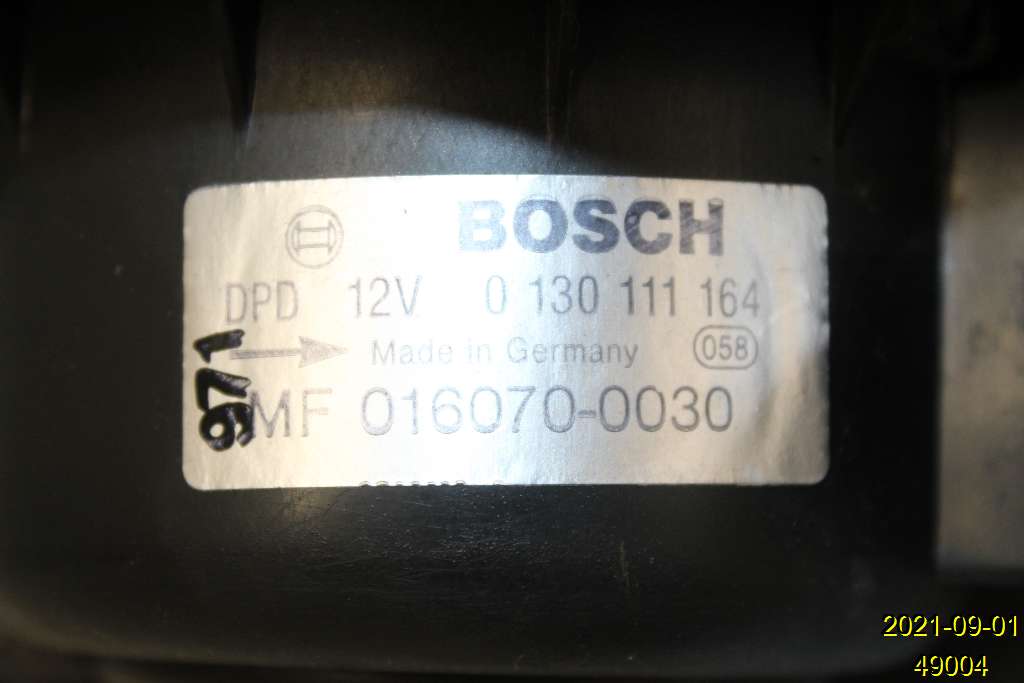 BOSCH
DPD 12V 0 130 111 164
Made in Germany 058
MF 016070-0030
971
2021-09-01
49004